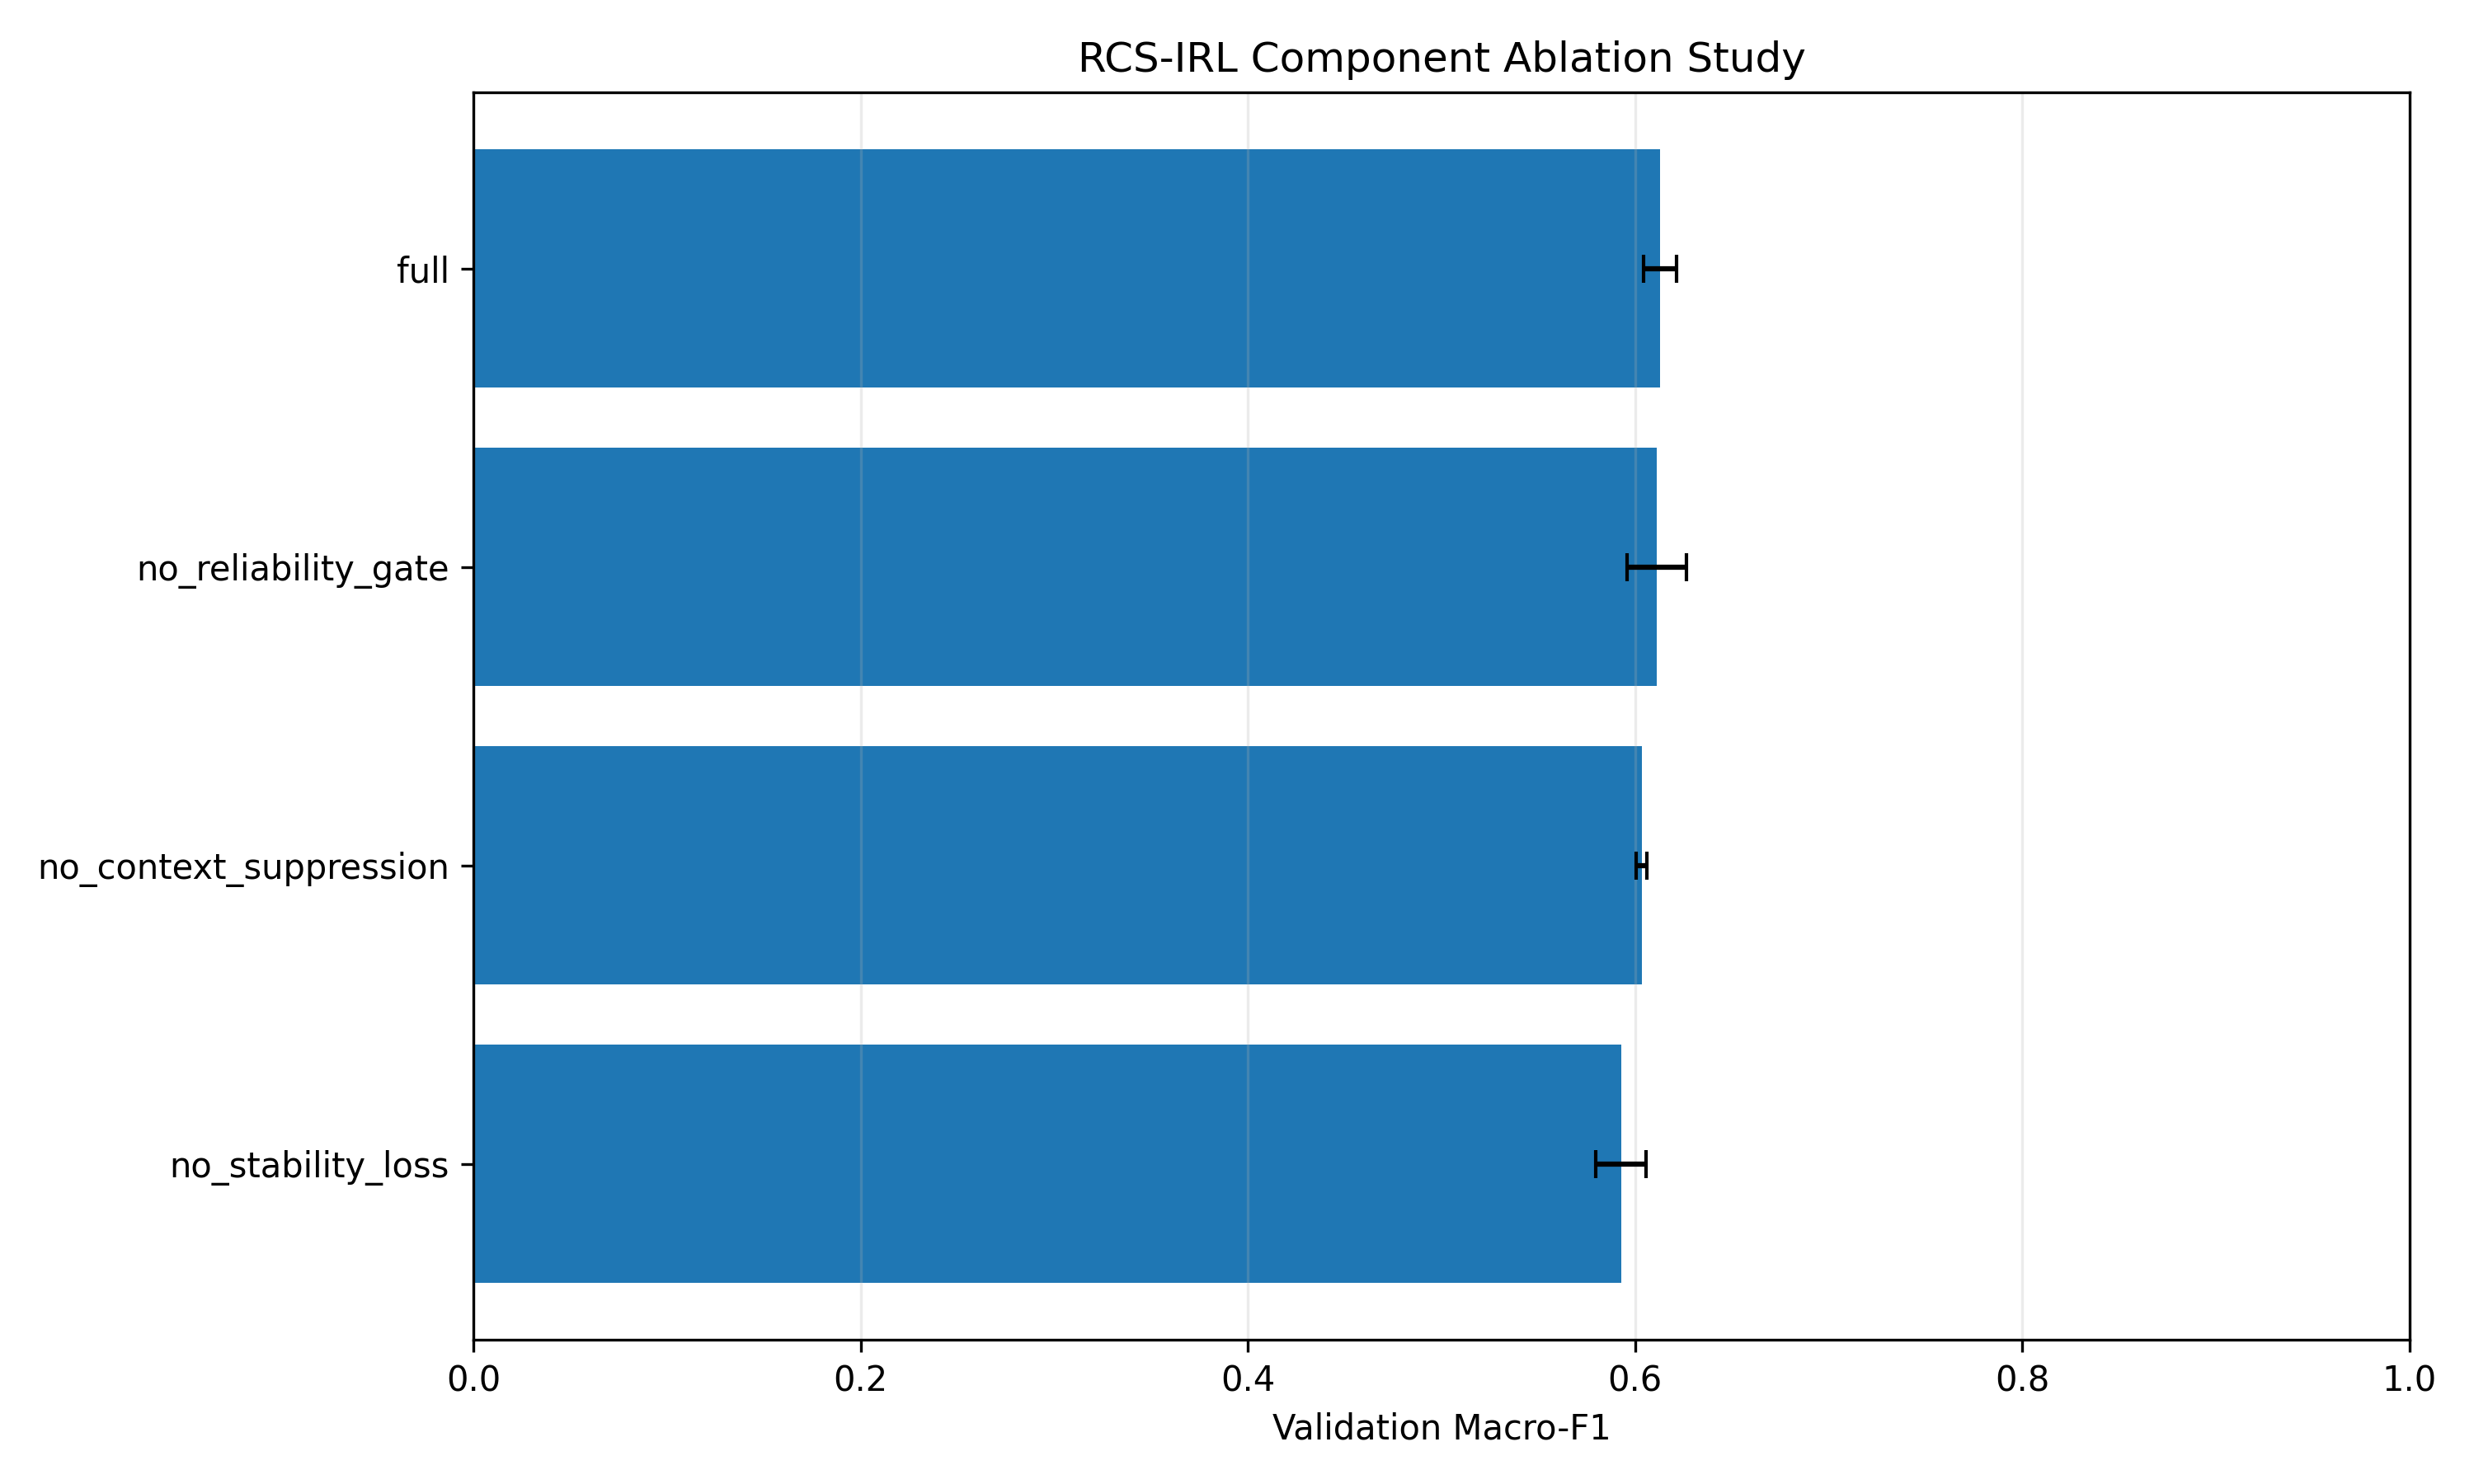 RCS-IRL Component Ablation Study
full
no_reliability_gate
no_context_suppression
no_stability_loss
0.0 0.2 0.4 0.6 0.8 1.0
Validation Macro-F1